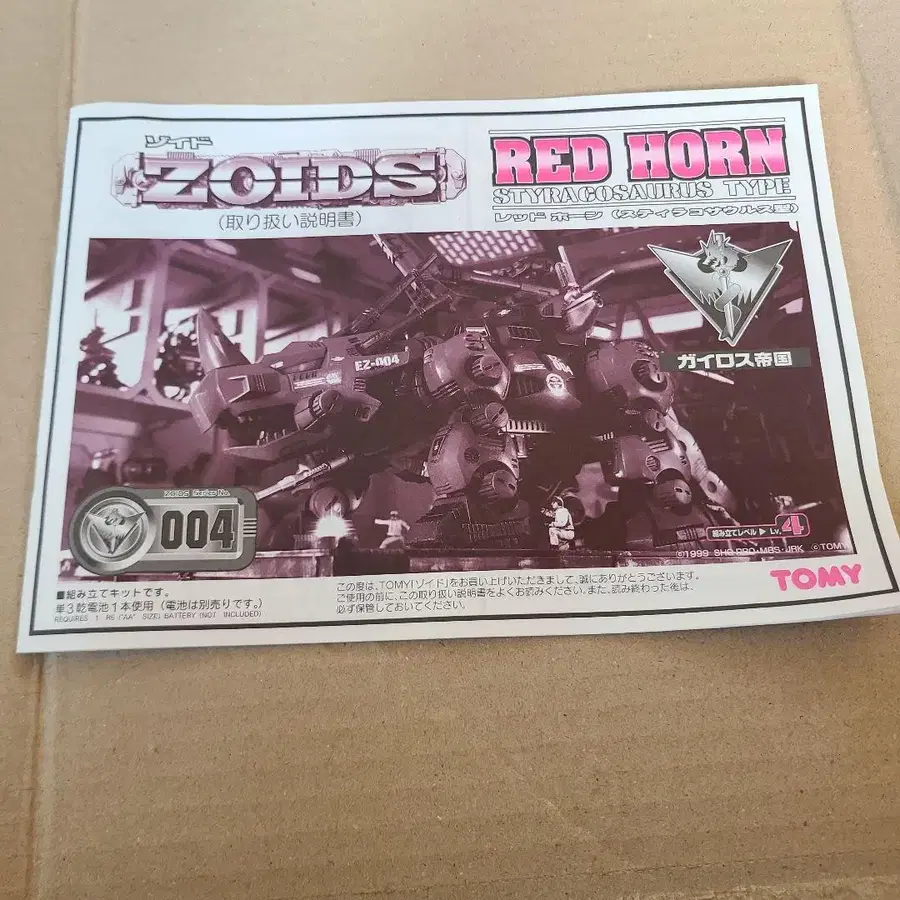 ゾイド
ZOIDS
(取り扱い説明書)
RED HORN
STYRACOSAURUS TYPE
レッド ホーン (スティラコサウルス型)
EZ-004
ガイロス帝国
ZOIDS Series No.
004
組み立てレベル ▶ Lv. 4
©1999 SHO-PRO・MBS・JRK ©TOMY
TOMY
■組み立てキットです。
単3乾電池1本使用 (電池は別売りです。)
REQUIRES 1 R6 ("AA" SIZE) BATTERY (NOT INCLUDED)
この度は、TOMY「ゾイド」をお買い上げいただきまして、誠にありがとうございます。
ご使用の前に、この取り扱い説明書をよくお読みください。また、読み終わった後は、
必ず保管しておいてください。